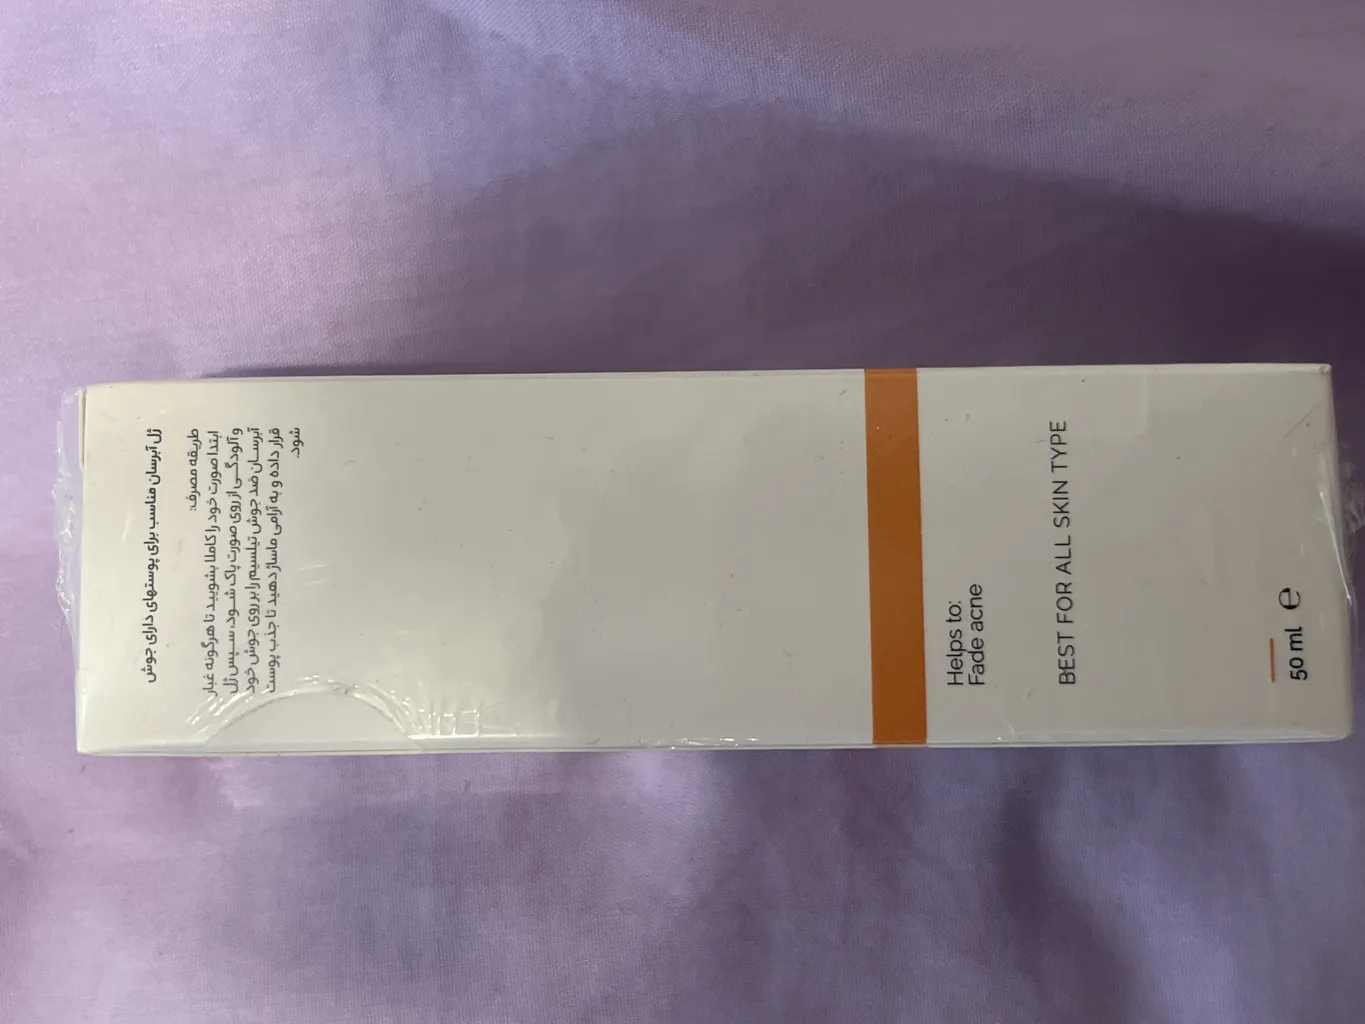 ژل آبرسان مناسب برای پوستهای دارای جوش
طریقه مصرف:
ابتدا صورت خود را کاملا بشویید تا هرگونه غبار
و آلودگی از روی صورت پاک شود، سپس ژل
آبرسان ضد جوش تیلسیم را بر روی جوش خود
قرار داده و به آرامی ماساژ دهید تا جذب پوست
شود.
Helps to:
Fade acne
BEST FOR ALL SKIN TYPE
50 ml ℮